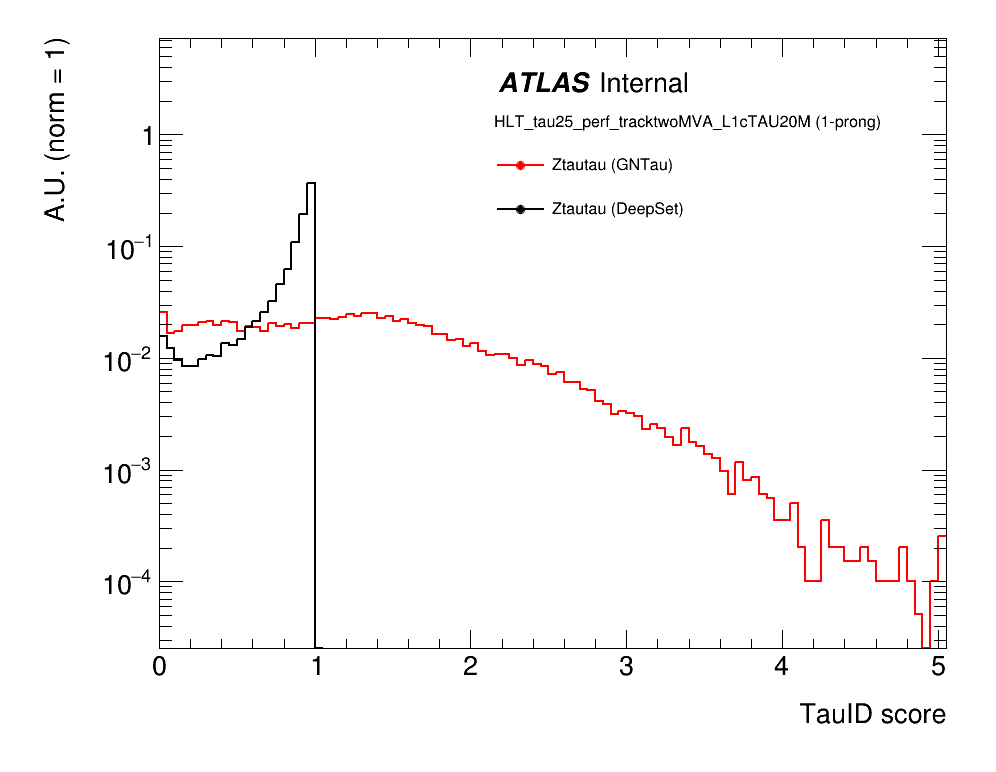 A.U. (norm = 1)
ATLAS Internal
HLT_tau25_perf_tracktwoMVA_L1cTAU20M (1-prong)
Ztautau (GNTau)
Ztautau (DeepSet)
1
10⁻¹
10⁻²
10⁻³
10⁻⁴
0 1 2 3 4 5
TauID score